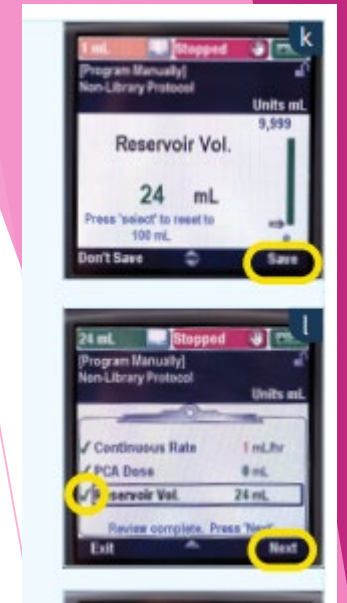 k
1 mL Stopped
[Program Manually]
Non-Library Protocol
Units mL
9,999
Reservoir Vol.
24 mL
Press 'select' to reset to
100 mL
0
Don't Save Save
l
24 mL Stopped
[Program Manually]
Non-Library Protocol
Units mL
✓ Continuous Rate 1 mL/hr
✓ PCA Dose 0 mL
✓ Reservoir Vol. 24 mL
Review complete. Press 'Next'
Exit Next